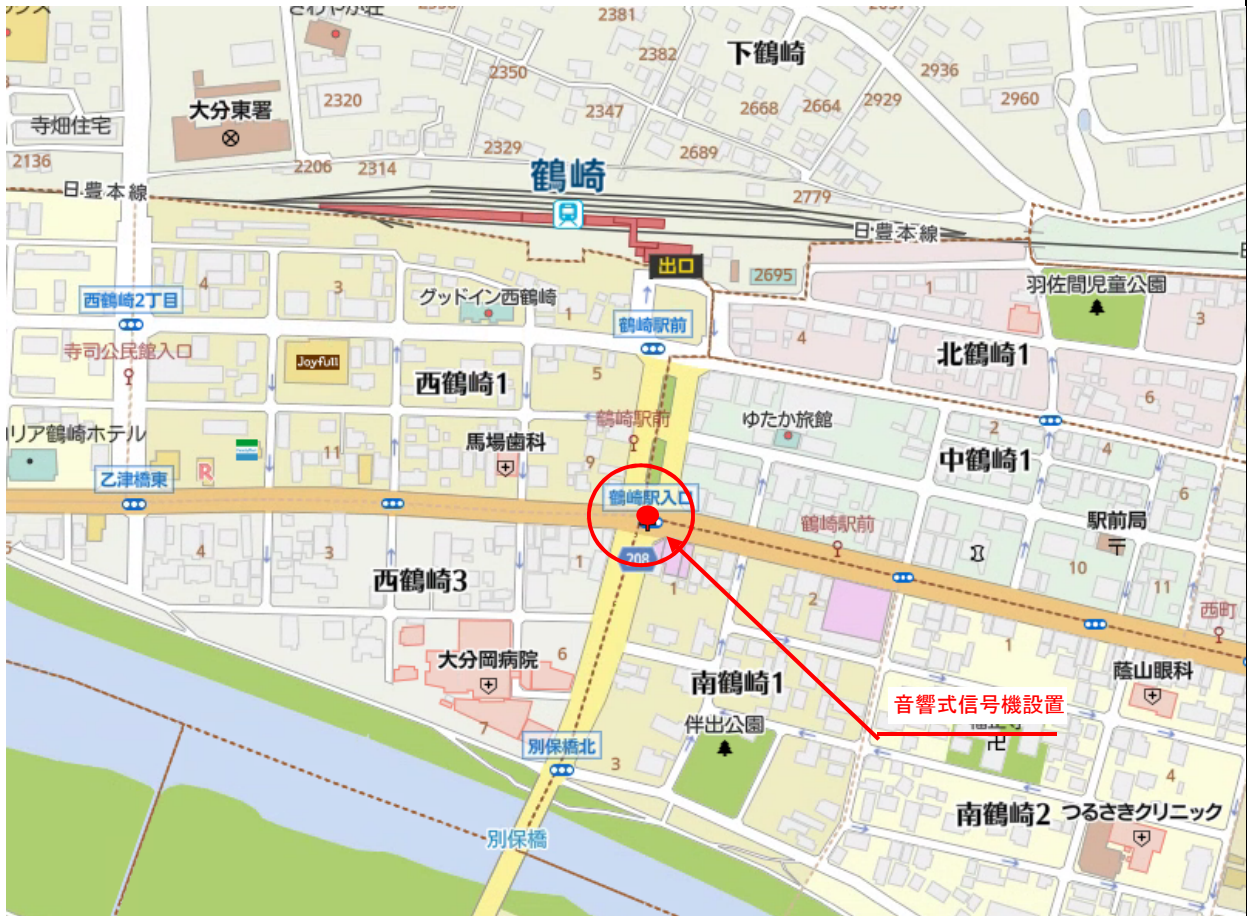 さわやか荘
2381
下鶴崎
2382
2936
2350
2320
2668
2664
2929
2960
大分東署
2347
寺畑住宅
2329
2689
2136
2206
2314
鶴崎
日豊本線
2779
日豊本線
出口
2695
4
3
グッドイン西鶴崎
1
1
羽佐間児童公園
西鶴崎2丁目
鶴崎駅前
3
4
寺司公民館入口
Joyfull
北鶴崎1
西鶴崎1
5
6
鶴崎駅前
ゆたか旅館
2
リア鶴崎ホテル
馬場歯科
11
9
中鶴崎1
4
乙津橋東
鶴崎駅入口
6
鶴崎駅前
駅前局
4
3
1
208
10
11
西鶴崎3
1
2
西町
1
大分岡病院
6
南鶴崎1
蔭山眼科
音響式信号機設置
7
伴出公園
別保橋北
3
4
南鶴崎2
つるさきクリニック
別保橋